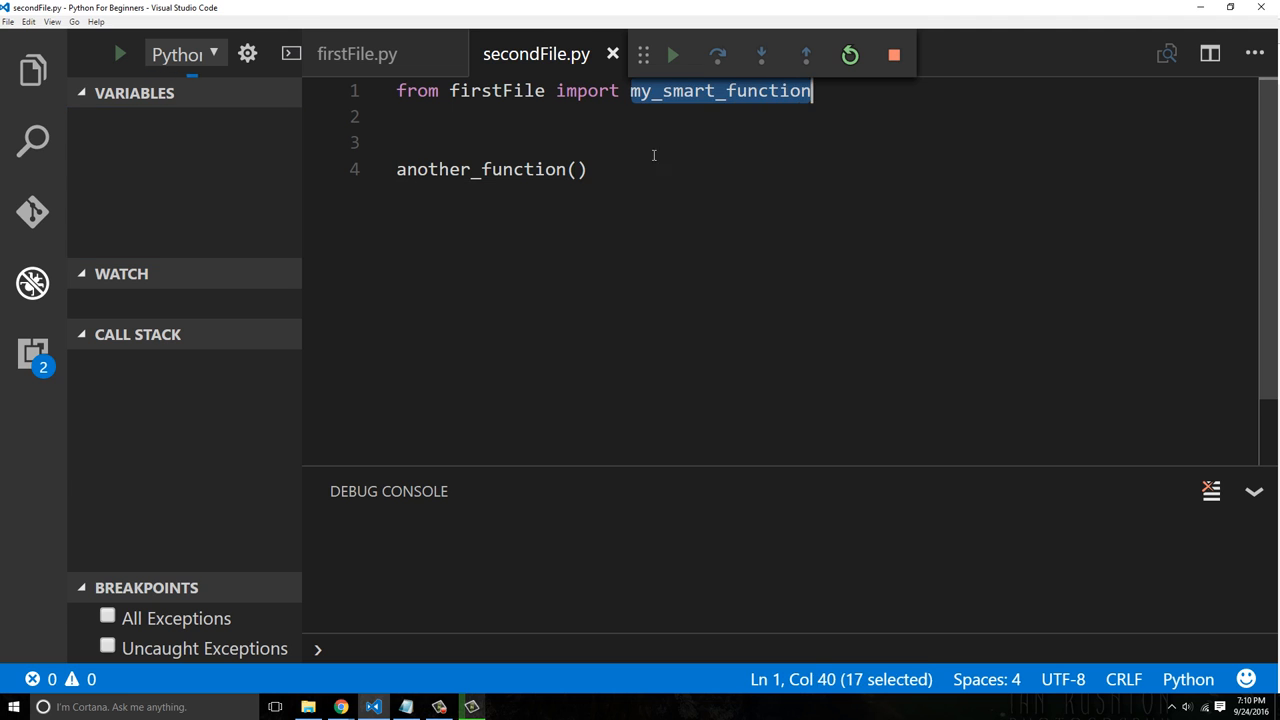 secondFile.py - Python For Beginners - Visual Studio Code
File Edit View Go Help
Python
firstFile.py
secondFile.py
VARIABLES
1 from firstFile import my_smart_function
2
3
4 another_function()
WATCH
CALL STACK
2
DEBUG CONSOLE
BREAKPOINTS
All Exceptions
Uncaught Exceptions
0 0
Ln 1, Col 40 (17 selected)
Spaces: 4
UTF-8
CRLF
Python
I'm Cortana. Ask me anything.
IAN RUSHTON
7:10 PM
9/24/2016